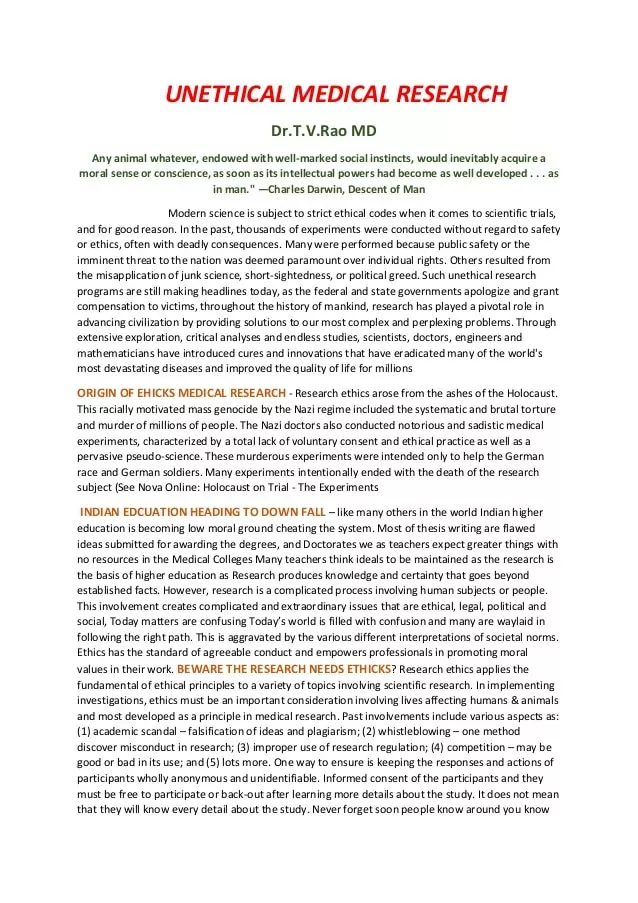 UNETHICAL MEDICAL RESEARCH
Dr.T.V.Rao MD
Any animal whatever, endowed with well-marked social instincts, would inevitably acquire a
moral sense or conscience, as soon as its intellectual powers had become as well developed . . . as
in man." —Charles Darwin, Descent of Man
Modern science is subject to strict ethical codes when it comes to scientific trials,
and for good reason. In the past, thousands of experiments were conducted without regard to safety
or ethics, often with deadly consequences. Many were performed because public safety or the
imminent threat to the nation was deemed paramount over individual rights. Others resulted from
the misapplication of junk science, short-sightedness, or political greed. Such unethical research
programs are still making headlines today, as the federal and state governments apologize and grant
compensation to victims, throughout the history of mankind, research has played a pivotal role in
advancing civilization by providing solutions to our most complex and perplexing problems. Through
extensive exploration, critical analyses and endless studies, scientists, doctors, engineers and
mathematicians have introduced cures and innovations that have eradicated many of the world's
most devastating diseases and improved the quality of life for millions
ORIGIN OF EHICKS MEDICAL RESEARCH - Research ethics arose from the ashes of the Holocaust.
This racially motivated mass genocide by the Nazi regime included the systematic and brutal torture
and murder of millions of people. The Nazi doctors also conducted notorious and sadistic medical
experiments, characterized by a total lack of voluntary consent and ethical practice as well as a
pervasive pseudo-science. These murderous experiments were intended only to help the German
race and German soldiers. Many experiments intentionally ended with the death of the research
subject (See Nova Online: Holocaust on Trial - The Experiments
INDIAN EDCUATION HEADING TO DOWN FALL – like many others in the world Indian higher
education is becoming low moral ground cheating the system. Most of thesis writing are flawed
ideas submitted for awarding the degrees, and Doctorates we as teachers expect greater things with
no resources in the Medical Colleges Many teachers think ideals to be maintained as the research is
the basis of higher education as Research produces knowledge and certainty that goes beyond
established facts. However, research is a complicated process involving human subjects or people.
This involvement creates complicated and extraordinary issues that are ethical, legal, political and
social, Today matters are confusing Today’s world is filled with confusion and many are waylaid in
following the right path. This is aggravated by the various different interpretations of societal norms.
Ethics has the standard of agreeable conduct and empowers professionals in promoting moral
values in their work. BEWARE THE RESEARCH NEEDS ETHICKS? Research ethics applies the
fundamental of ethical principles to a variety of topics involving scientific research. In implementing
investigations, ethics must be an important consideration involving lives affecting humans & animals
and most developed as a principle in medical research. Past involvements include various aspects as:
(1) academic scandal – falsification of ideas and plagiarism; (2) whistleblowing – one method
discover misconduct in research; (3) improper use of research regulation; (4) competition – may be
good or bad in its use; and (5) lots more. One way to ensure is keeping the responses and actions of
participants wholly anonymous and unidentifiable. Informed consent of the participants and they
must be free to participate or back-out after learning more details about the study. It does not mean
that they will know every detail about the study. Never forget soon people know around you know